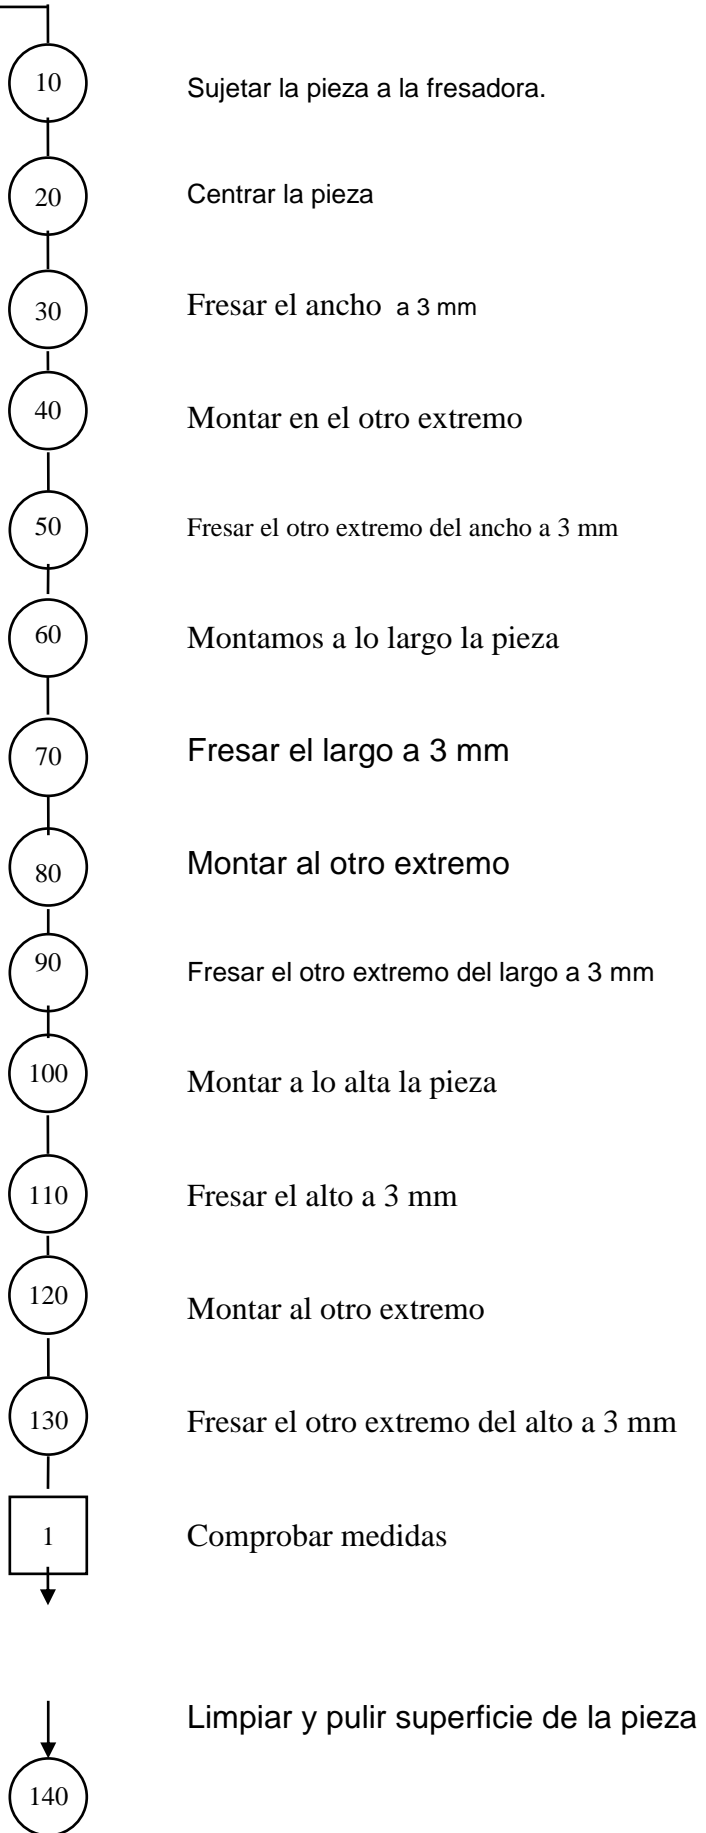 10 Sujetar la pieza a la fresadora.
20 Centrar la pieza
30 Fresar el ancho a 3 mm
40 Montar en el otro extremo
50 Fresar el otro extremo del ancho a 3 mm
60 Montamos a lo largo la pieza
70 Fresar el largo a 3 mm
80 Montar al otro extremo
90 Fresar el otro extremo del largo a 3 mm
100 Montar a lo alta la pieza
110 Fresar el alto a 3 mm
120 Montar al otro extremo
130 Fresar el otro extremo del alto a 3 mm
1 Comprobar medidas
Limpiar y pulir superficie de la pieza
140